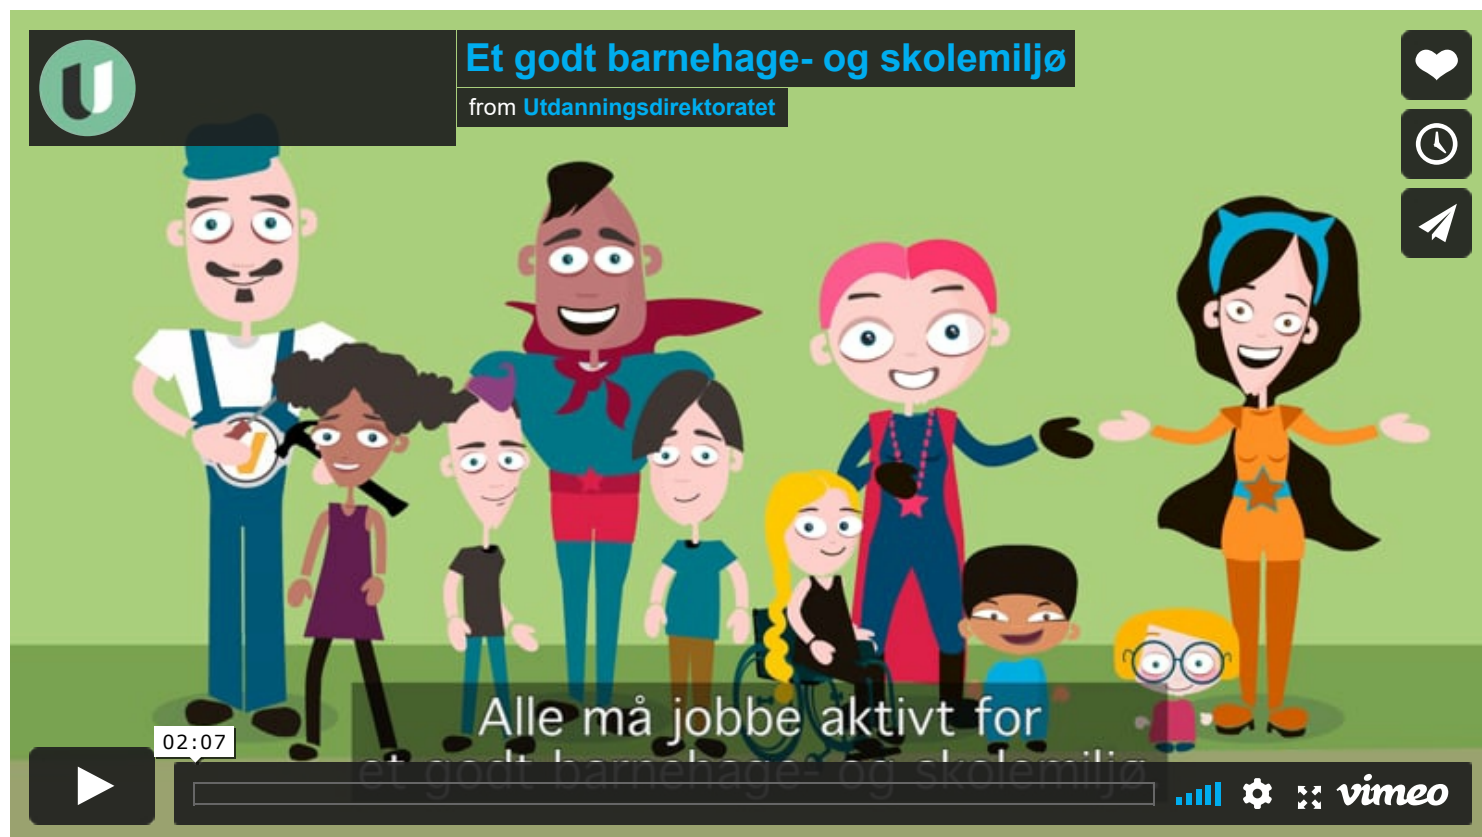 Et godt barnehage- og skolemiljø
from Utdanningsdirektoratet
Alle må jobbe aktivt for
et godt barnehage- og skolemiljø
02:07
vimeo